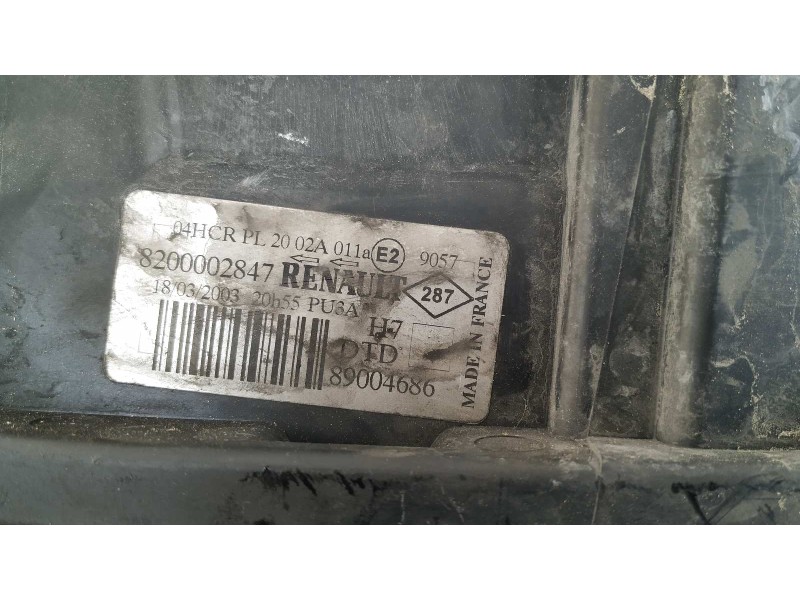 04HCR PL 20 02A 011a E2 9057
8200002847 RENAULT 287
18/03/2003 20h55 PU3A
H7
DTD
89004686
MADE IN FRANCE